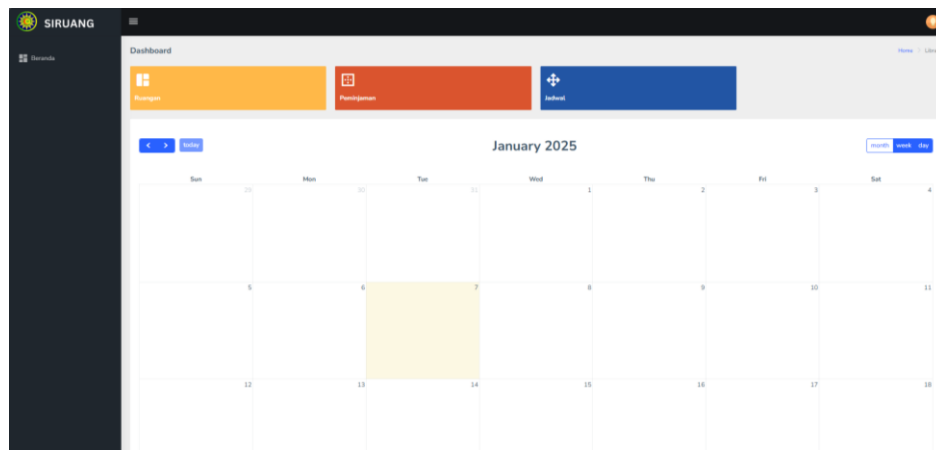 SIRUANG
Beranda
Dashboard
Home
Ruangan
Peminjaman
Jadwal
today
January 2025
month week day
Sun Mon Tue Wed Thu Fri Sat
29 30 31 1 2 3 4
5 6 7 8 9 10 11
12 13 14 15 16 17 18